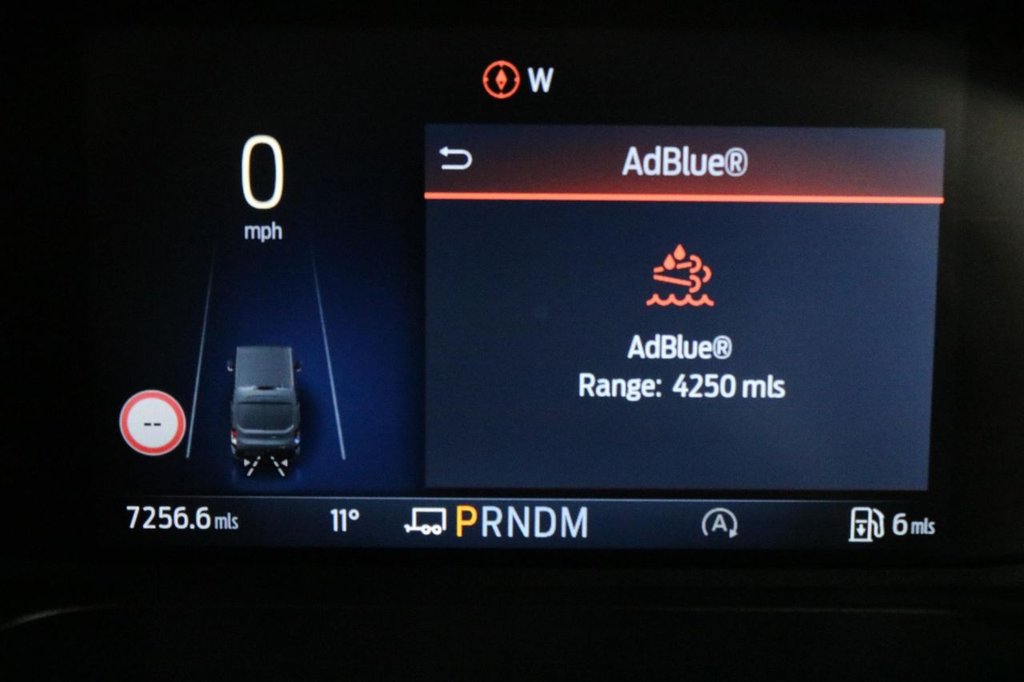 W
0
mph
AdBlue®
AdBlue®
Range: 4250 mls
--
7256.6 mls
11°
PRNDM
A
6 mls